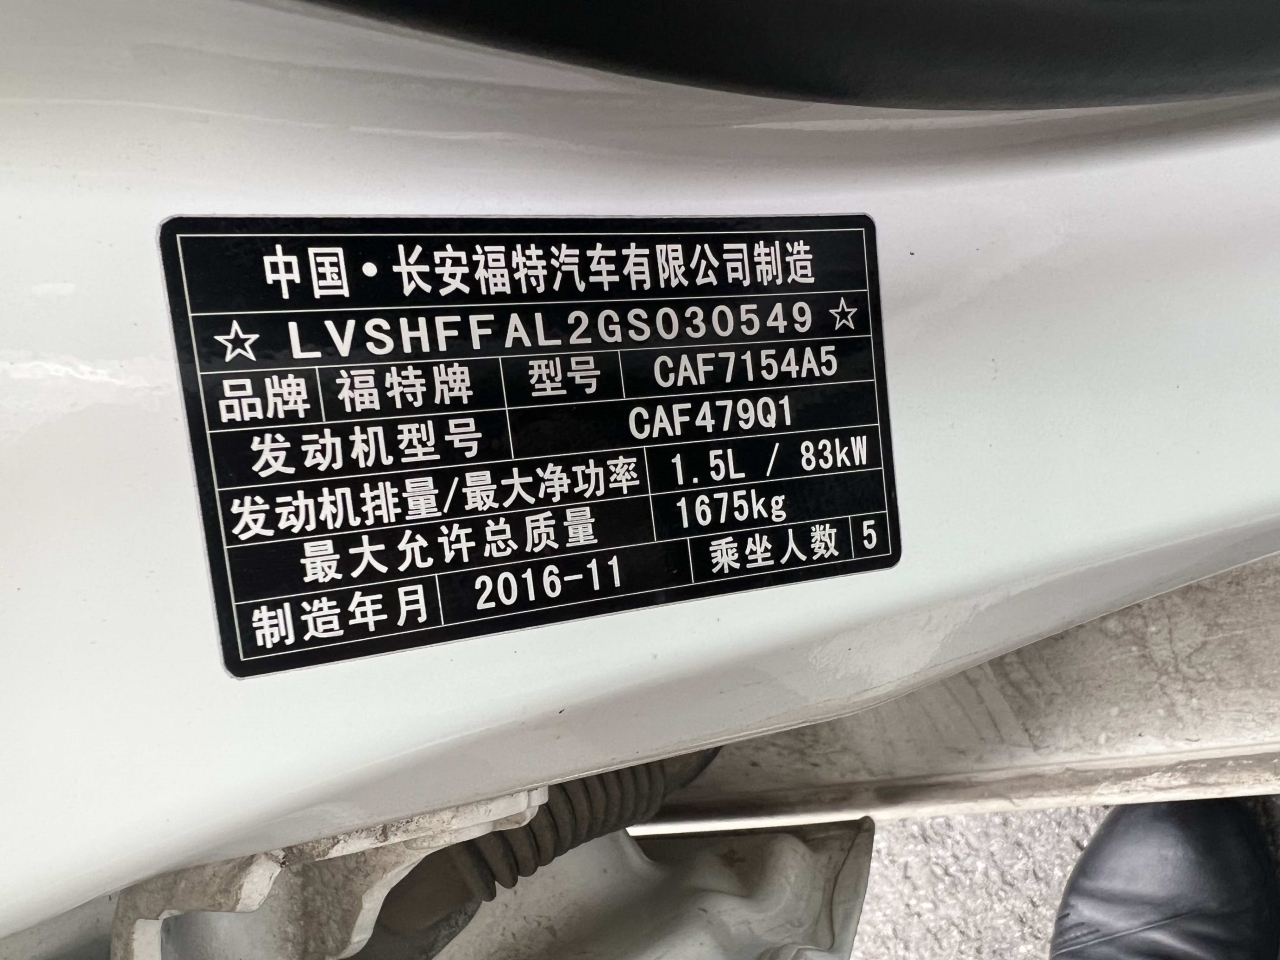 中国·长安福特汽车有限公司制造
☆ LVSHFFAL2GS030549 ☆
品牌 福特牌 型号 CAF7154A5
发动机型号 CAF479Q1
发动机排量/最大净功率 1.5L / 83kW
最大允许总质量 1675kg
制造年月 2016-11 乘坐人数 5